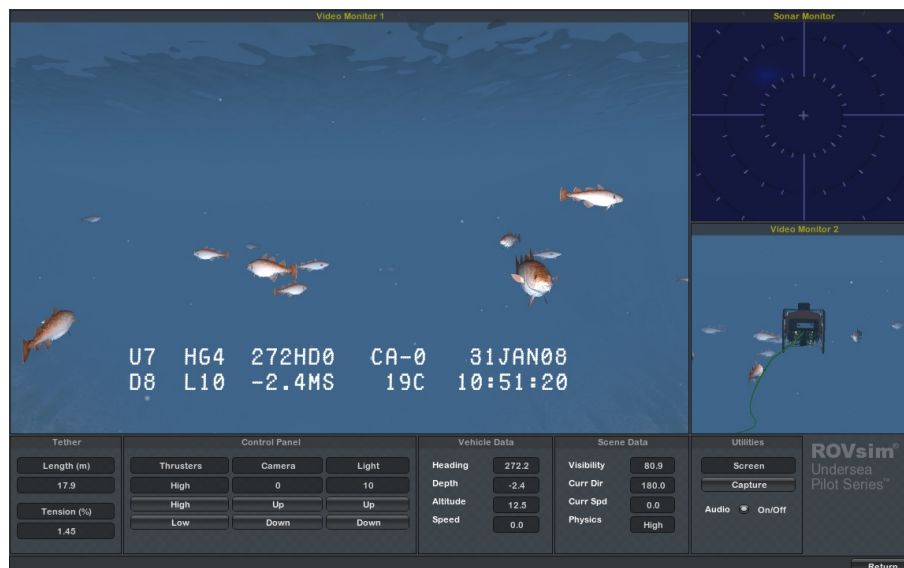 Video Monitor 1
Sonar Monitor
Video Monitor 2
U7 HG4 272HD0 CA-0 31JAN08
D8 L10 -2.4MS 19C 10:51:20
Tether
Length (m)
17.9
Tension (%)
1.45
Control Panel
Thrusters Camera Light
High 0 10
High Up Up
Low Down Down
Vehicle Data
Heading 272.2
Depth -2.4
Altitude 12.5
Speed 0.0
Scene Data
Visibility 80.9
Curr Dir 180.0
Curr Spd 0.0
Physics High
Utilities
Screen
Capture
Audio On/Off
ROVsim®
Undersea
Pilot Series™
Return